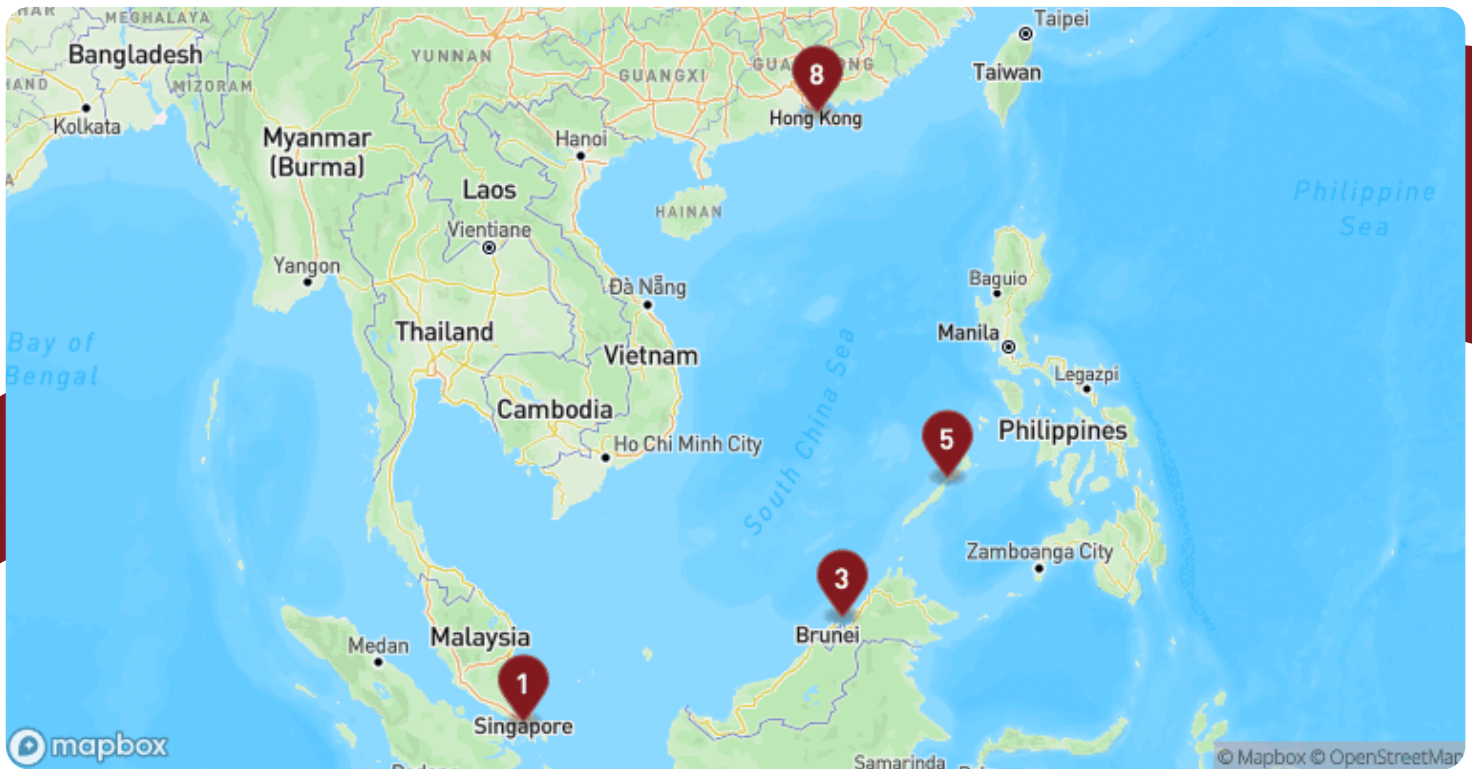 HAR
MEGHALAYA
Taipei
Bangladesh
YUNNAN
GUANGXI
8
Taiwan
HAND
MIZORAM
Kolkata
Hong Kong
Myanmar
(Burma)
Hanoi
Laos
Philippine
Sea
HAINAN
Vientiane
Yangon
Đà Nẵng
Baguio
Bay of
Bengal
Thailand
Vietnam
South China Sea
Manila
Legazpi
Cambodia
Philippines
Ho Chi Minh City
5
Zamboanga City
3
Malaysia
Brunei
Medan
1
Singapore
mapbox
Samarinda
© Mapbox © OpenStreetMap